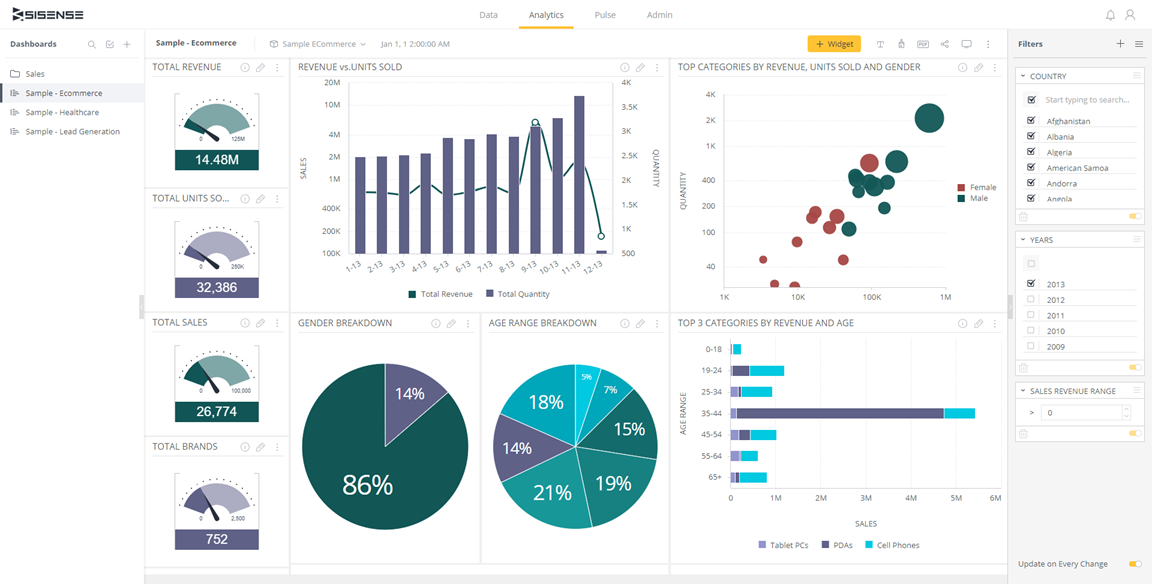 SISENSE
Data Analytics Pulse Admin
Dashboards
Sales
Sample - Ecommerce
Sample - Healthcare
Sample - Lead Generation
Sample - Ecommerce Sample ECommerce Jan 1, 1 2:00:00 AM + Widget T PDF
TOTAL REVENUE
0 125M
14.48M
TOTAL UNITS SO...
0 250K
32,386
TOTAL SALES
0 100,000
26,774
TOTAL BRANDS
0 2,500
752
REVENUE vs.UNITS SOLD
20M
10M
4M
2M
1M
400K
200K
100K
SALES
4K
3.5K
3K
2.5K
2K
1.5K
1K
500
QUANTITY
1-13 2-13 3-13 4-13 5-13 6-13 7-13 8-13 9-13 10-13 11-13 12-13
Total Revenue Total Quantity
TOP CATEGORIES BY REVENUE, UNITS SOLD AND GENDER
4K
2K
1K
400
200
100
40
QUANTITY
1K 10K 100K 1M
Female
Male
GENDER BREAKDOWN
14%
86%
AGE RANGE BREAKDOWN
5%
7%
15%
19%
21%
14%
18%
TOP 3 CATEGORIES BY REVENUE AND AGE
0-18
19-24
25-34
35-44
45-54
55-64
65+
AGE RANGE
0 1M 2M 3M 4M 5M 6M
SALES
Tablet PCs PDAs Cell Phones
Filters
COUNTRY
Start typing to search...
Afghanistan
Albania
Algeria
American Samoa
Andorra
Angola
YEARS
2013
2012
2011
2010
2009
SALES REVENUE RANGE
> 0
Update on Every Change